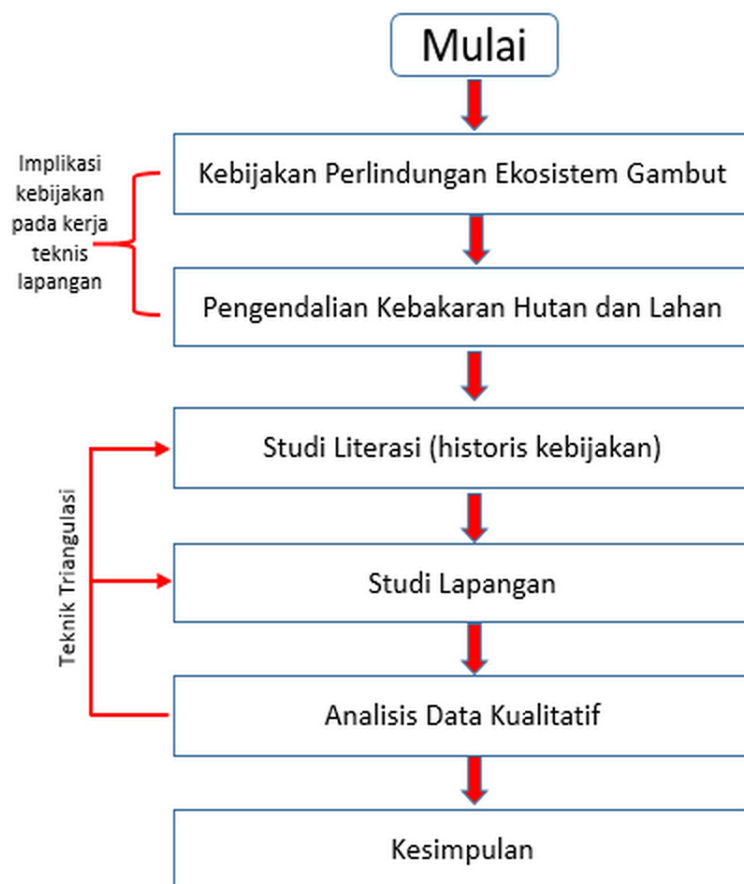 Mulai
Implikasi
kebijakan
pada kerja
teknis
lapangan
Kebijakan Perlindungan Ekosistem Gambut
Pengendalian Kebakaran Hutan dan Lahan
Teknik Triangulasi
Studi Literasi (historis kebijakan)
Studi Lapangan
Analisis Data Kualitatif
Kesimpulan